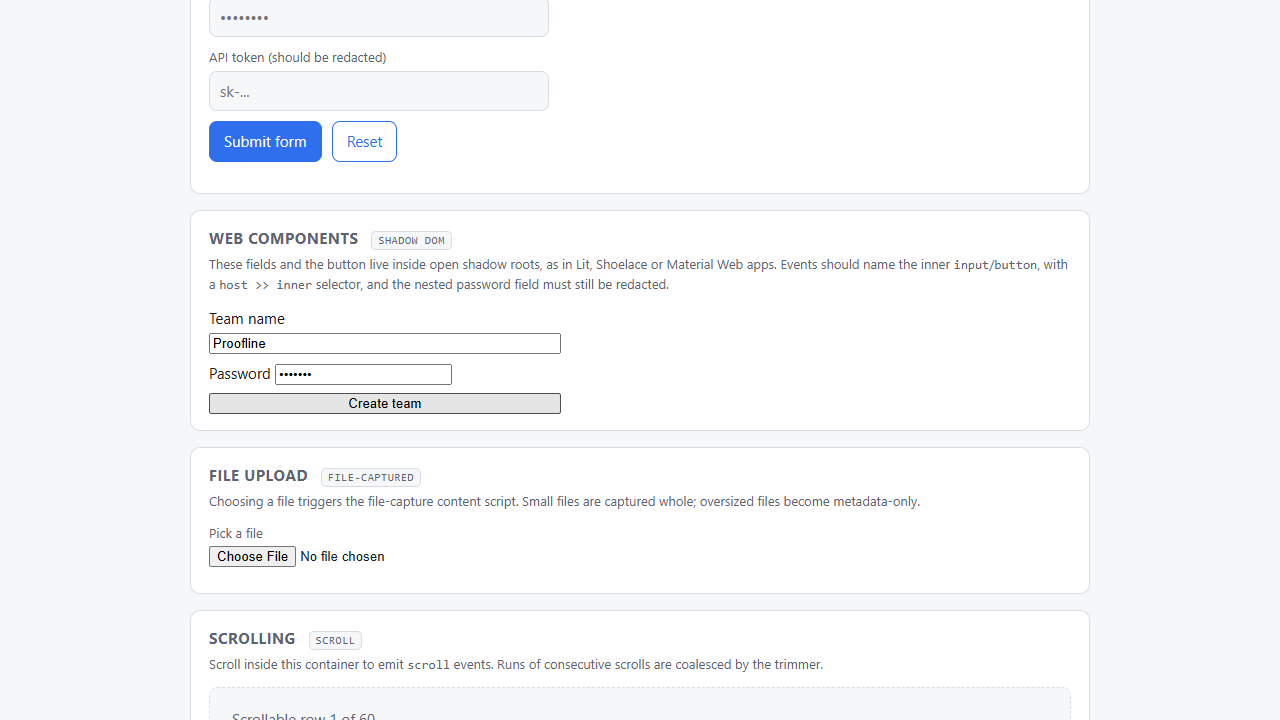 ••••••••
API token (should be redacted)
sk-...
Submit form Reset
WEB COMPONENTS SHADOW DOM
These fields and the button live inside open shadow roots, as in Lit, Shoelace or Material Web apps. Events should name the inner input/button, with
a host >> inner selector, and the nested password field must still be redacted.
Team name
Proofline
Password •••••••
Create team
FILE UPLOAD FILE-CAPTURED
Choosing a file triggers the file-capture content script. Small files are captured whole; oversized files become metadata-only.
Pick a file
Choose File No file chosen
SCROLLING SCROLL
Scroll inside this container to emit scroll events. Runs of consecutive scrolls are coalesced by the trimmer.
Scrollable row 1 of 60